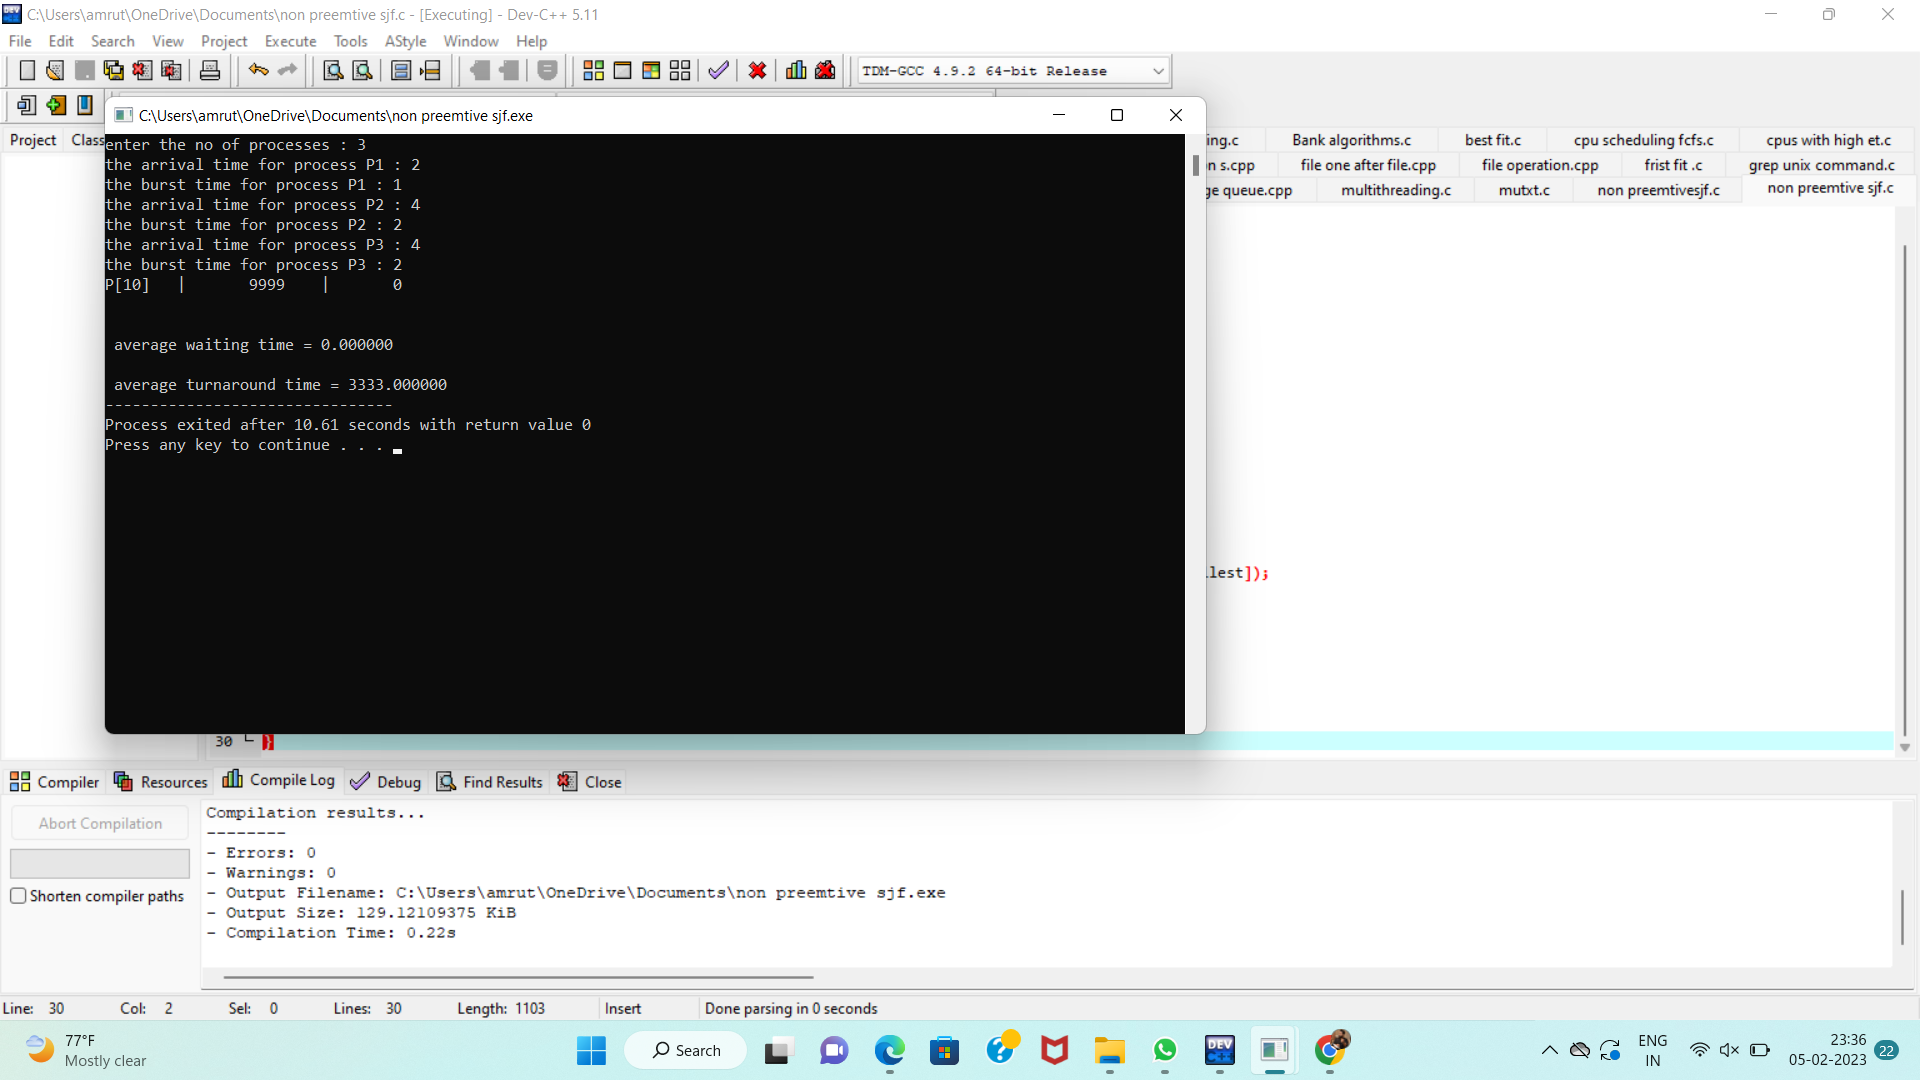 C:\Users\amrut\OneDrive\Documents\non preemtive sjf.c - [Executing] - Dev-C++ 5.11
File Edit Search View Project Execute Tools AStyle Window Help
TDM-GCC 4.9.2 64-bit Release
C:\Users\amrut\OneDrive\Documents\non preemtive sjf.exe
Project Class
ing.c Bank algorithms.c best fit.c cpu scheduling fcfs.c cpus with high et.c
n s.cpp file one after file.cpp file operation.cpp frist fit .c grep unix command.c
ge queue.cpp multithreading.c mutxt.c non preemtivesjf.c non preemtive sjf.c
enter the no of processes : 3
the arrival time for process P1 : 2
the burst time for process P1 : 1
the arrival time for process P2 : 4
the burst time for process P2 : 2
the arrival time for process P3 : 4
the burst time for process P3 : 2
P[10] | 9999 | 0
average waiting time = 0.000000
average turnaround time = 3333.000000
--------------------------------
Process exited after 10.61 seconds with return value 0
Press any key to continue . . .
llest]);
30 }
Compiler Resources Compile Log Debug Find Results Close
Abort Compilation
Shorten compiler paths
Compilation results...
--------
- Errors: 0
- Warnings: 0
- Output Filename: C:\Users\amrut\OneDrive\Documents\non preemtive sjf.exe
- Output Size: 129.12109375 KiB
- Compilation Time: 0.22s
Line: 30 Col: 2 Sel: 0 Lines: 30 Length: 1103 Insert Done parsing in 0 seconds
77°F
Mostly clear
Search
DEV
C++
ENG
IN
23:36
05-02-2023
22